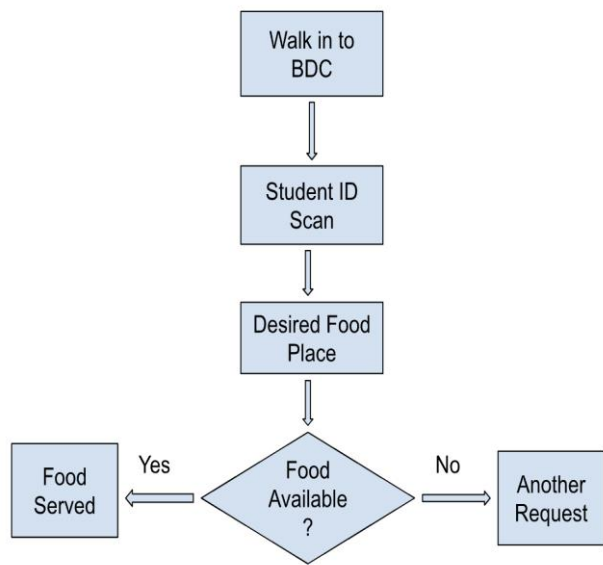 Walk in to
BDC
Student ID
Scan
Desired Food
Place
Yes
Food
Available
?
No
Food
Served
Another
Request